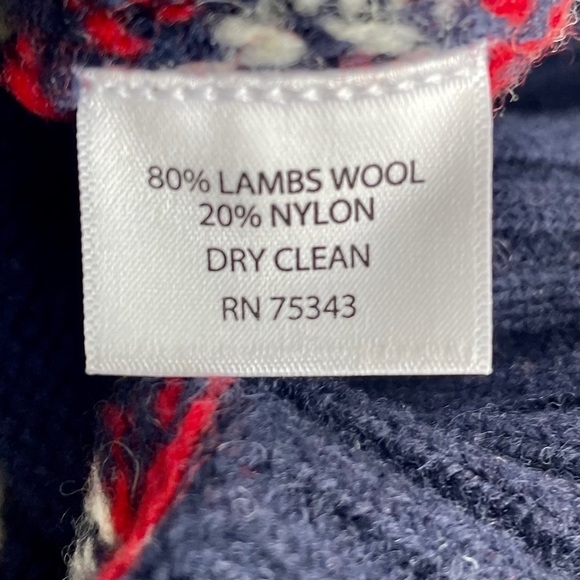 80% LAMBS WOOL
20% NYLON
DRY CLEAN
RN 75343